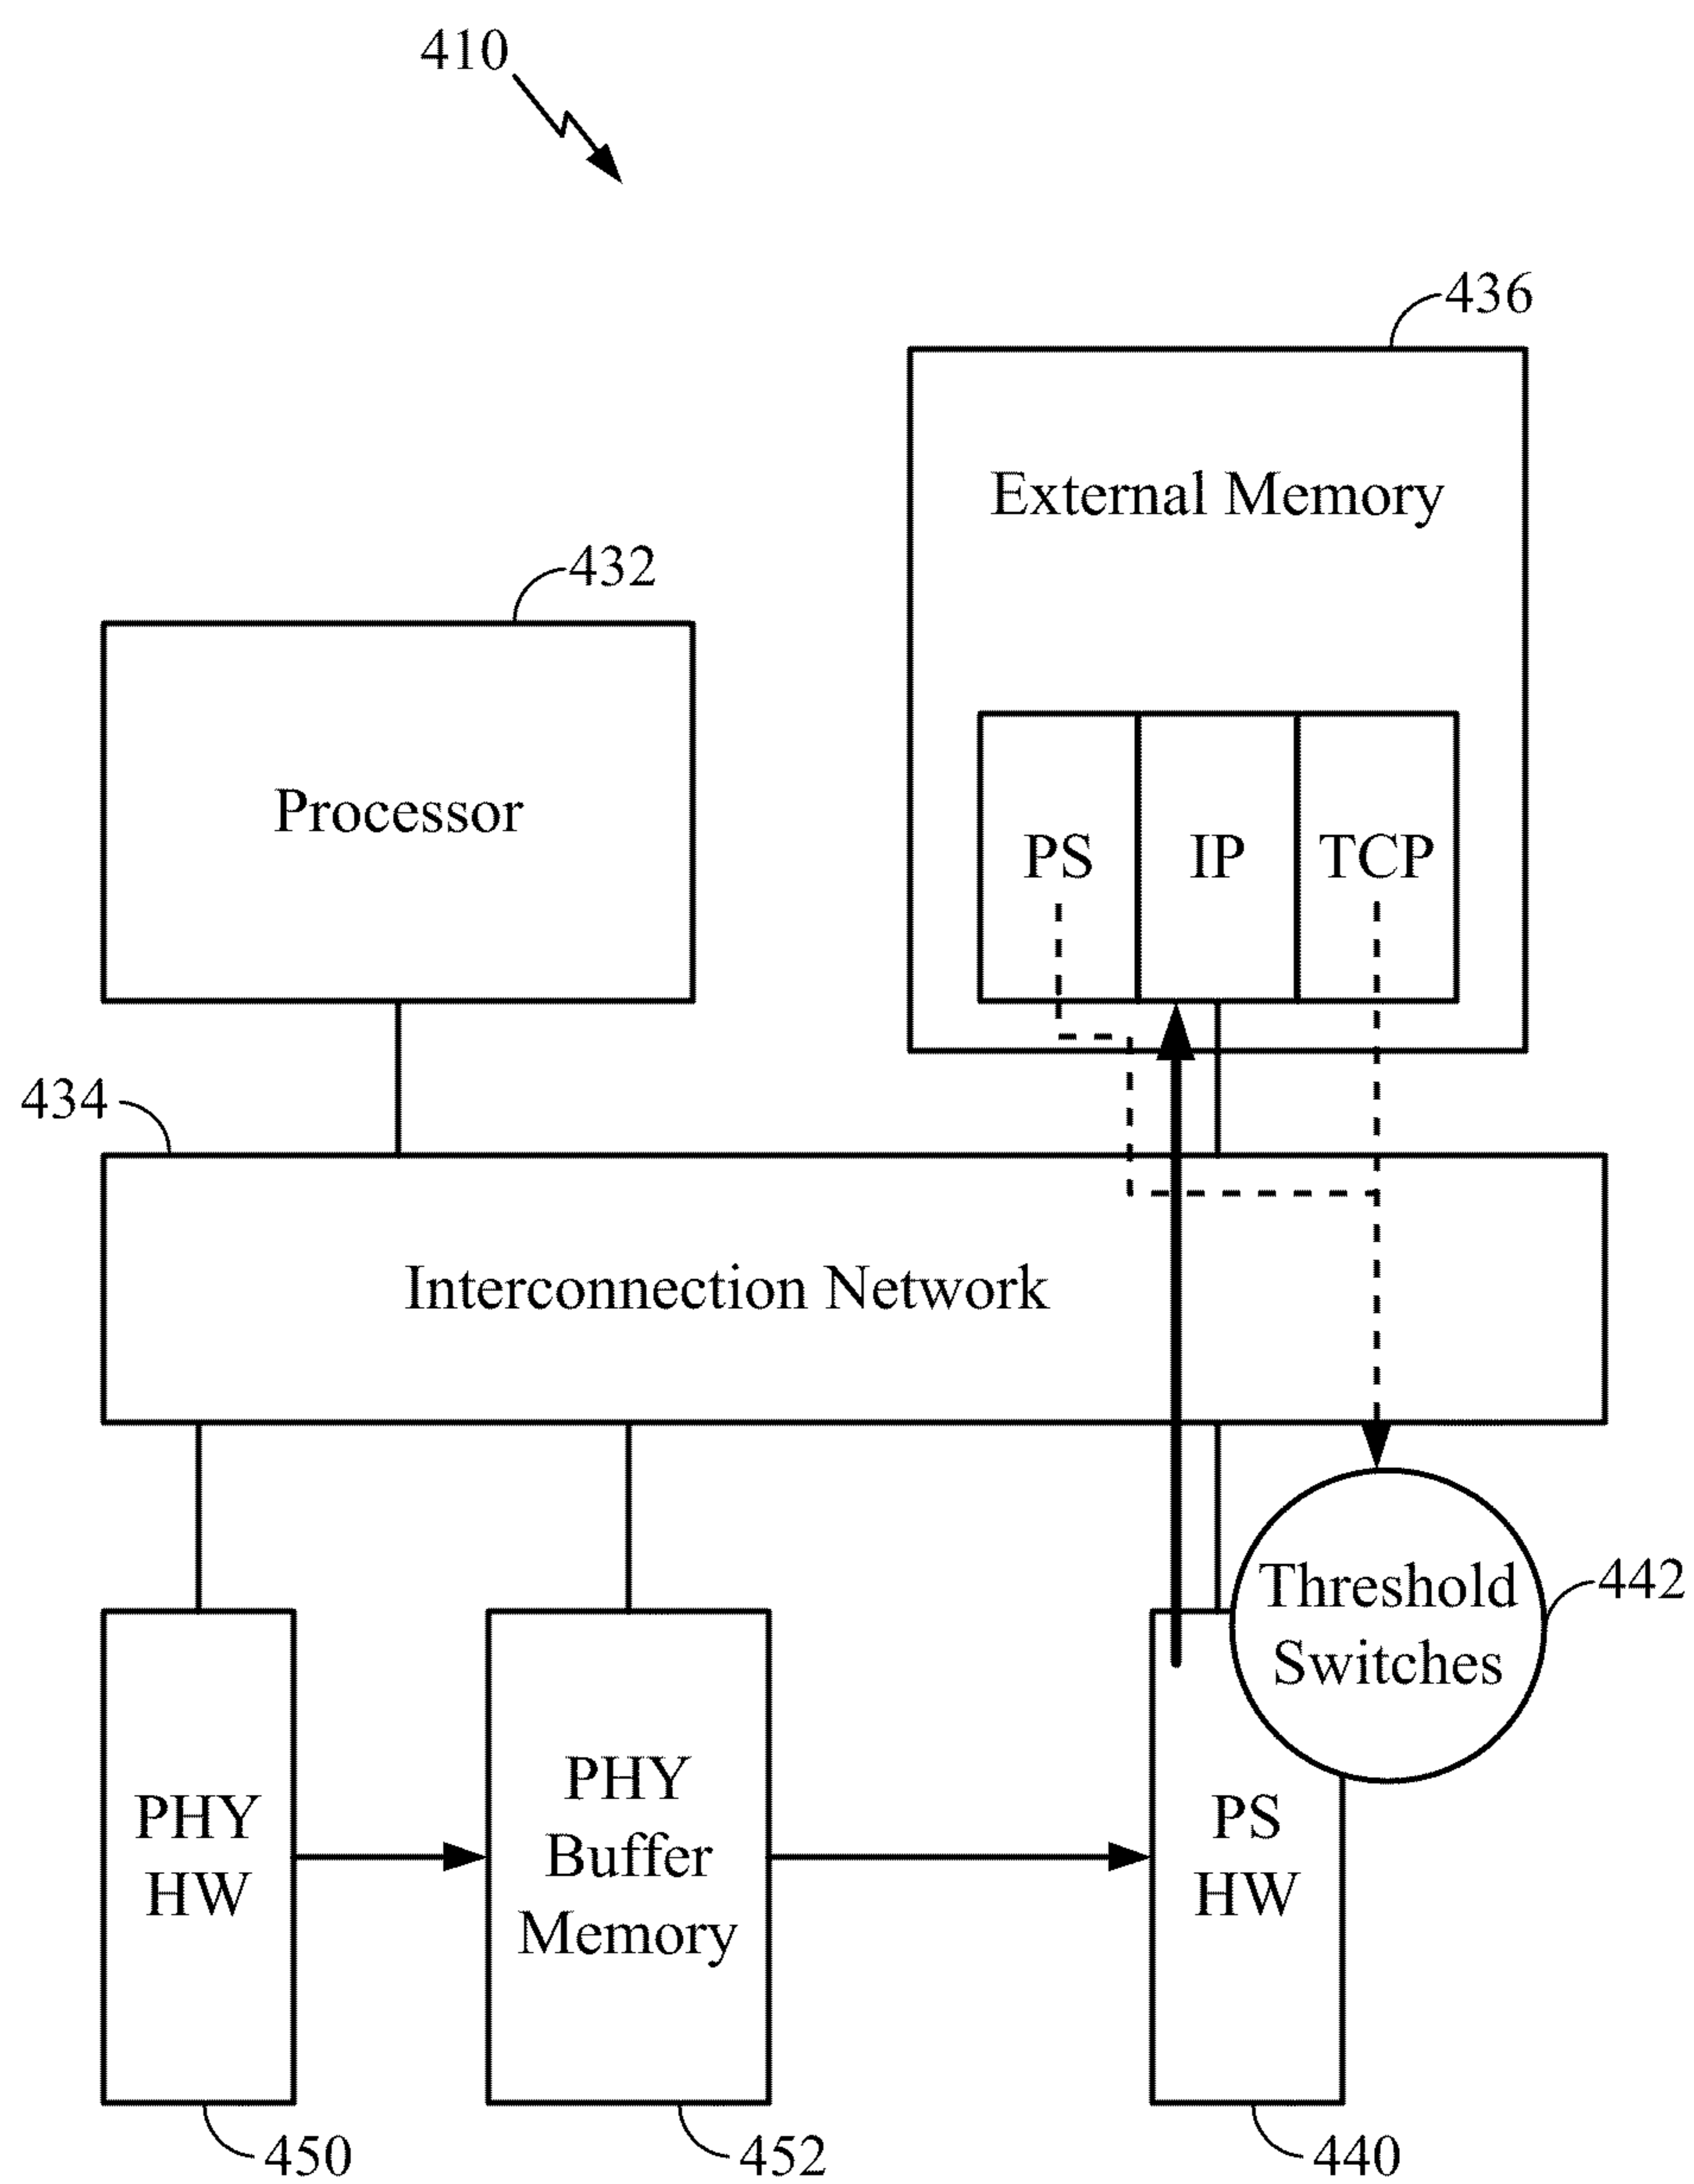 410
436
External Memory
432
Processor
PS IP TCP
434
Interconnection Network
Threshold
Switches
442
PHY
HW
PHY
Buffer
Memory
PS
HW
450
452
440